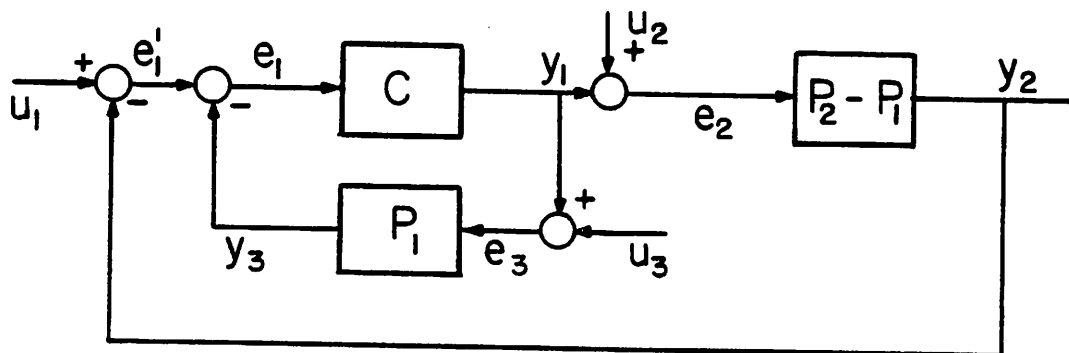 u₂
+
+ e₁' e₁ C y₁ P₂ − P₁ y₂
− −
u₁ e₂
+
P₁
y₃ e₃ u₃